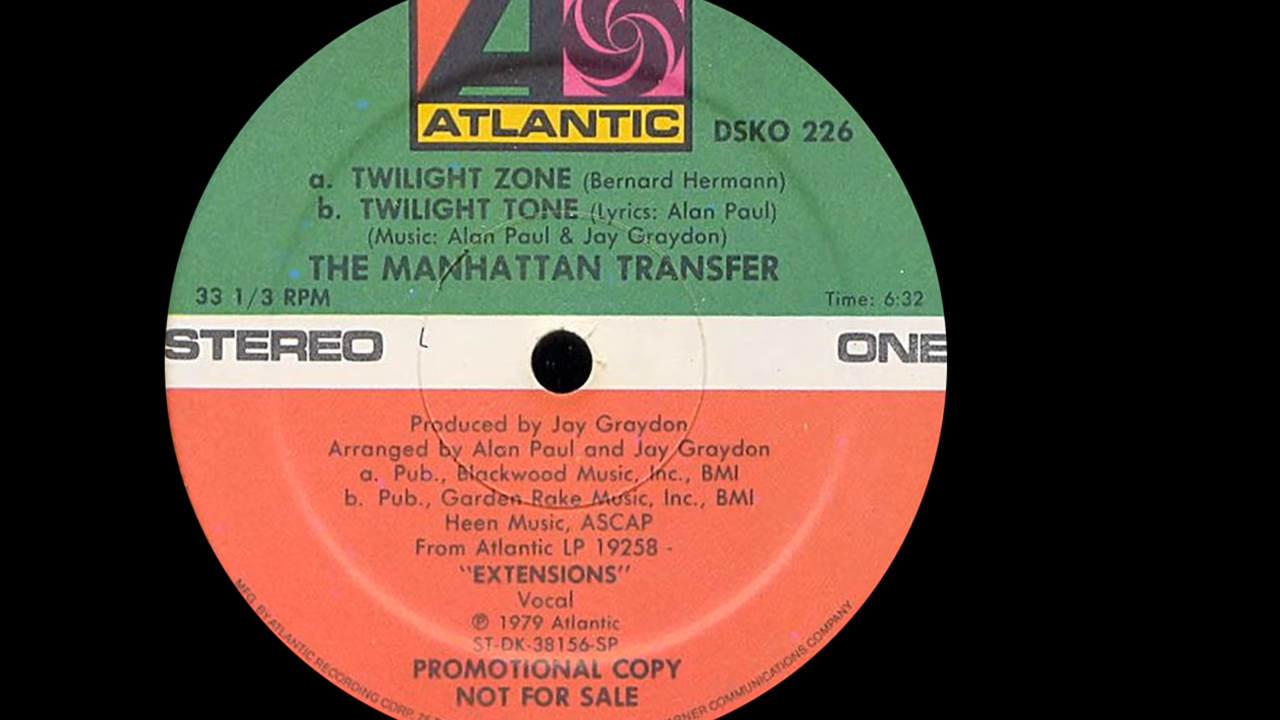 ATLANTIC
DSKO 226
a. TWILIGHT ZONE (Bernard Hermann)
b. TWILIGHT TONE (Lyrics: Alan Paul)
(Music: Alan Paul & Jay Graydon)
THE MANHATTAN TRANSFER
33 1/3 RPM
Time: 6:32
STEREO
ONE
Produced by Jay Graydon
Arranged by Alan Paul and Jay Graydon
a. Pub., Blackwood Music, Inc., BMI
b. Pub., Garden Rake Music, Inc., BMI
Heen Music, ASCAP
From Atlantic LP 19258 -
"EXTENSIONS"
Vocal
℗ 1979 Atlantic
ST-DK-38156-SP
PROMOTIONAL COPY
NOT FOR SALE
MFG. BY ATLANTIC RECORDING CORP.
COMMUNICATIONS COMPANY